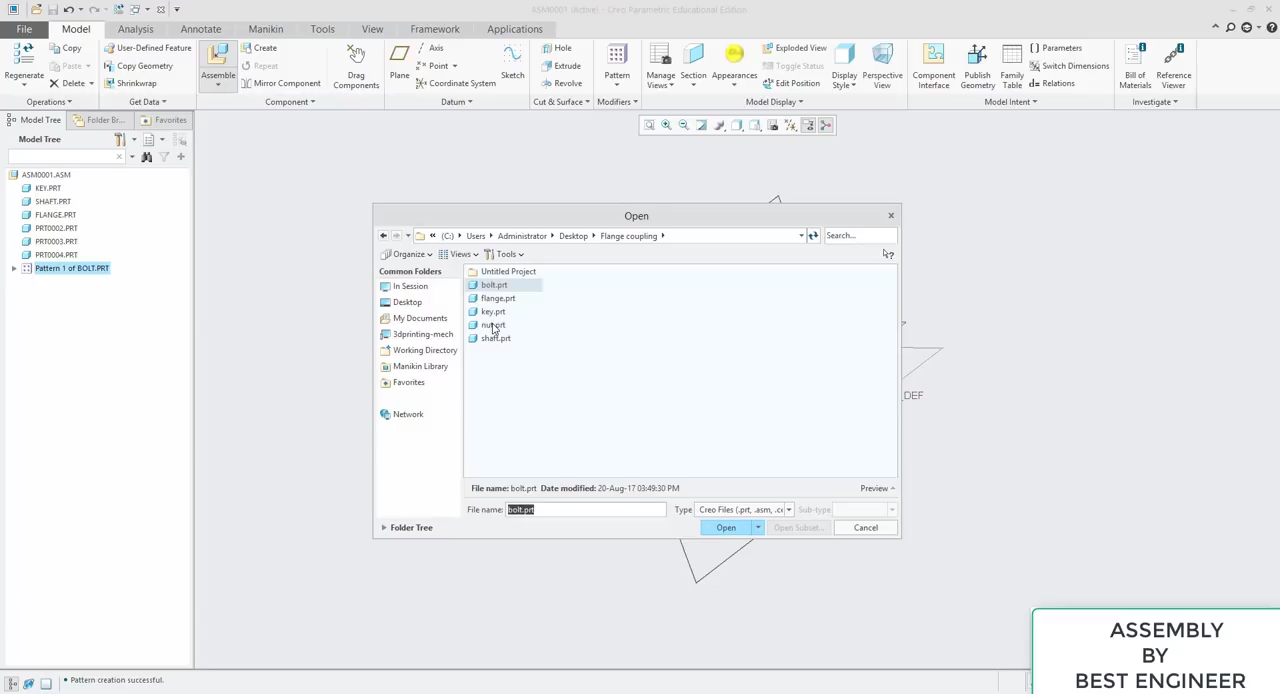 ASM0001 (Active) - Creo Parametric Educational Edition
File Model Analysis Annotate Manikin Tools View Framework Applications
Regenerate Copy Paste Delete Operations
User-Defined Feature Copy Geometry Shrinkwrap Get Data
Assemble Create Repeat Mirror Component Drag Components Component
Plane Axis Point Coordinate System Sketch Datum
Hole Extrude Revolve Cut & Surface
Pattern Modifiers
Manage Views Section Appearances Exploded View Toggle Status Edit Position Display Style Perspective View Model Display
Component Interface Publish Geometry Family Table Parameters Switch Dimensions Relations Model Intent
Bill of Materials Reference Viewer Investigate
Model Tree Folder Br... Favorites
Model Tree
ASM0001.ASM
KEY.PRT
SHAFT.PRT
FLANGE.PRT
PRT0002.PRT
PRT0003.PRT
PRT0004.PRT
Pattern 1 of BOLT.PRT
Open
« (C:) Users Administrator Desktop Flange coupling Search...
Organize Views Tools
Common Folders
In Session
Desktop
My Documents
3dprinting-mech
Working Directory
Manikin Library
Favorites
Network
Untitled Project
bolt.prt
flange.prt
key.prt
nut.prt
shaft.prt
_DEF
File name: bolt.prt Date modified: 20-Aug-17 03:49:30 PM Preview
File name: bolt.prt Type Creo Files (.prt, .asm, .c Sub-type
Folder Tree Open Open Subset... Cancel
• Pattern creation successful.
ASSEMBLY
BY
BEST ENGINEER